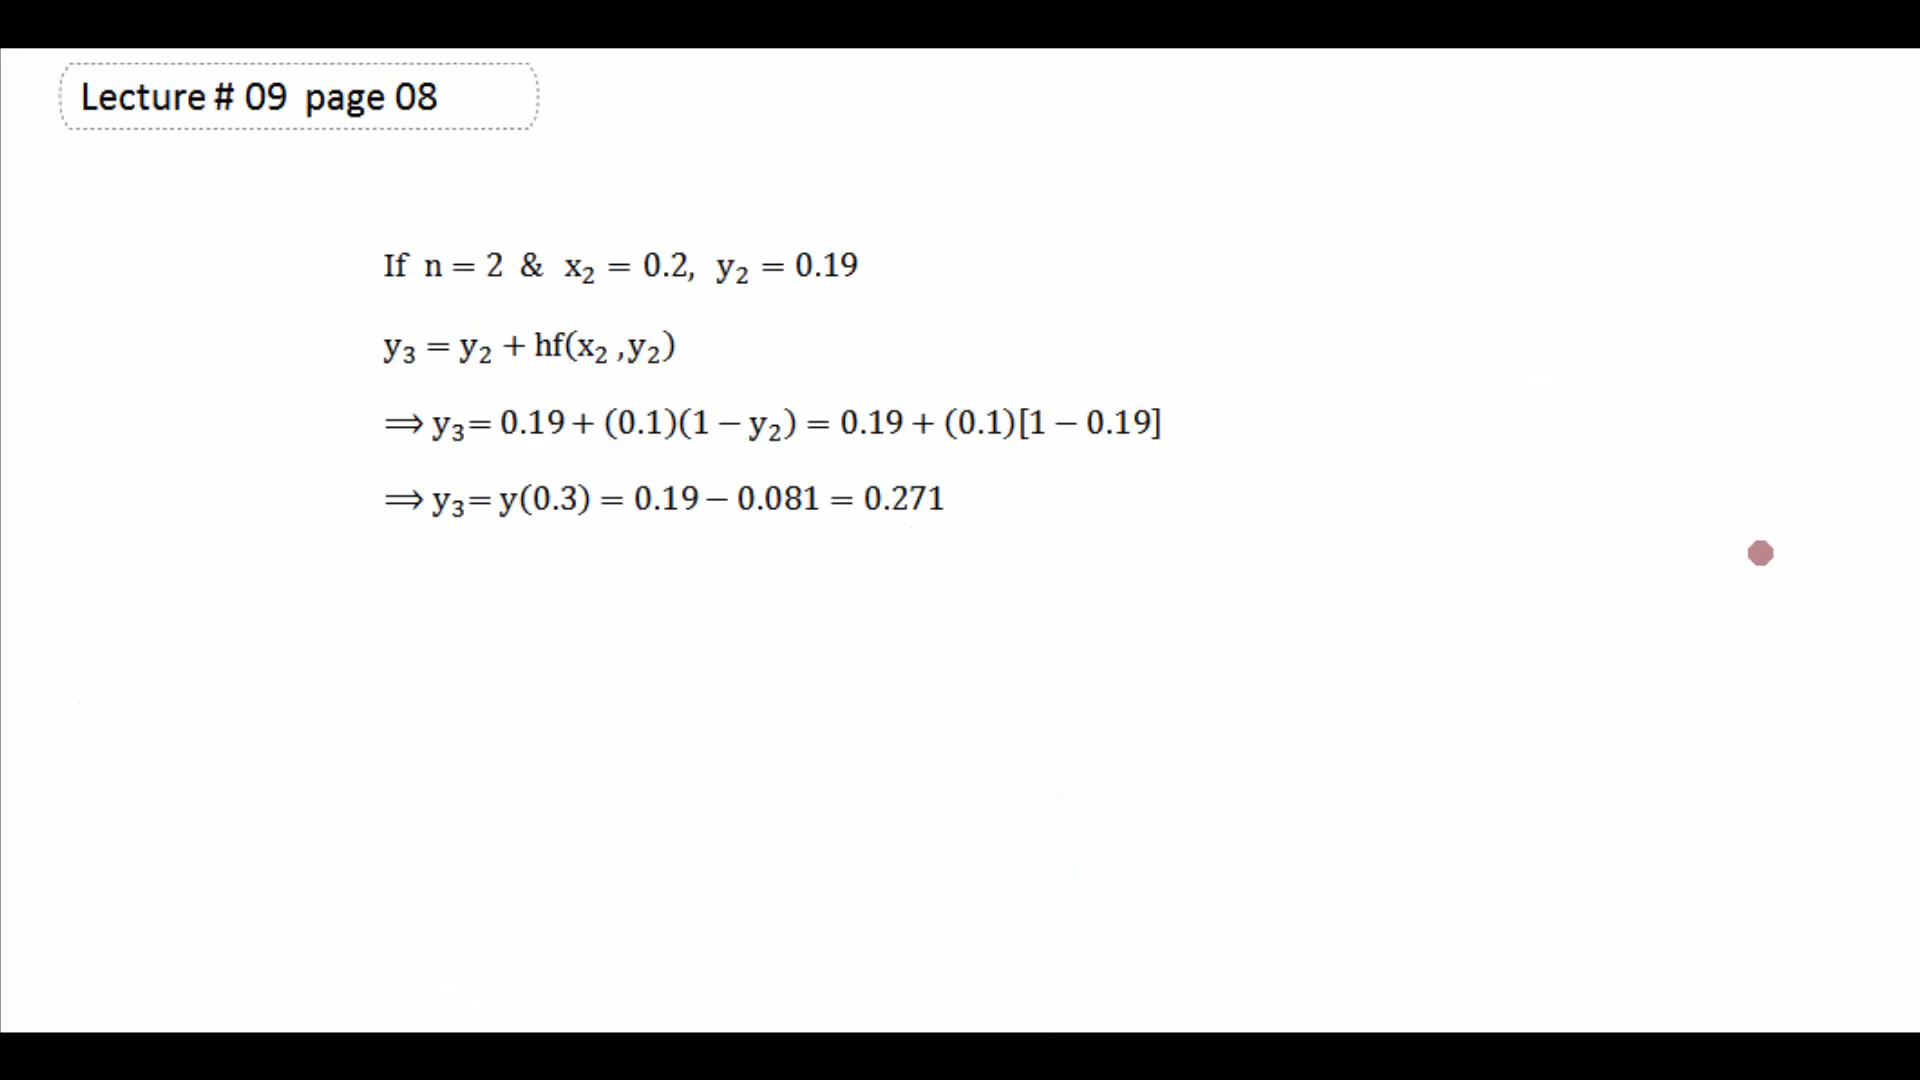 Lecture # 09 page 08
If n = 2 & x₂ = 0.2, y₂ = 0.19
y₃ = y₂ + hf(x₂ ,y₂)
⟹ y₃= 0.19 + (0.1)(1 − y₂) = 0.19 + (0.1)[1 − 0.19]
⟹ y₃= y(0.3) = 0.19 − 0.081 = 0.271